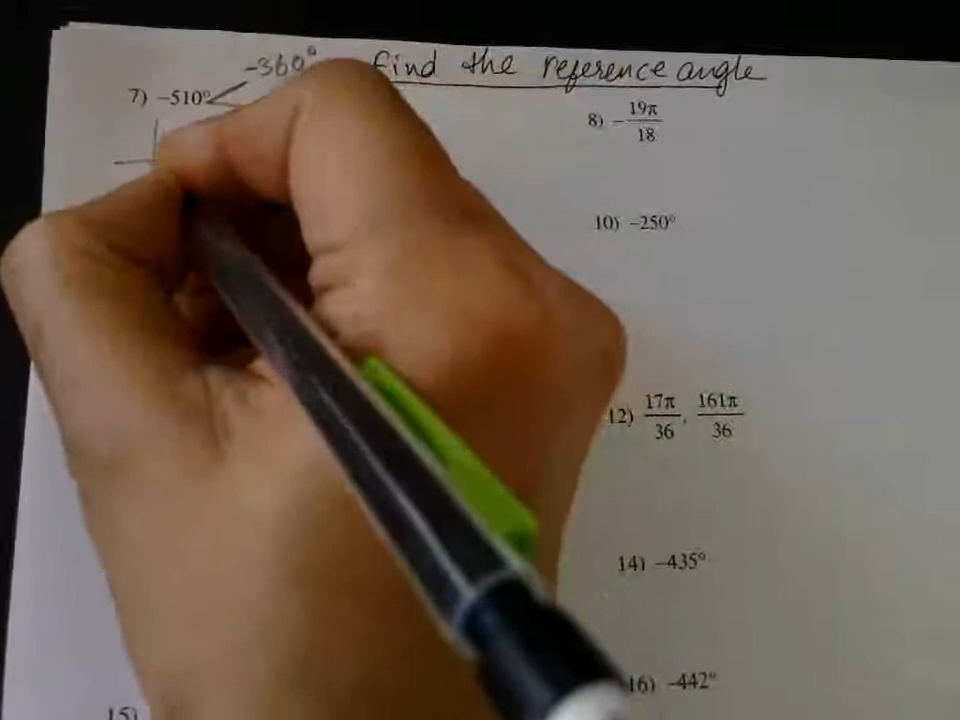 -360° find the reference angle
7) -510°
8) - 19π/18
10) -250°
12) 17π/36, 161π/36
14) -435°
16) -442°
15)